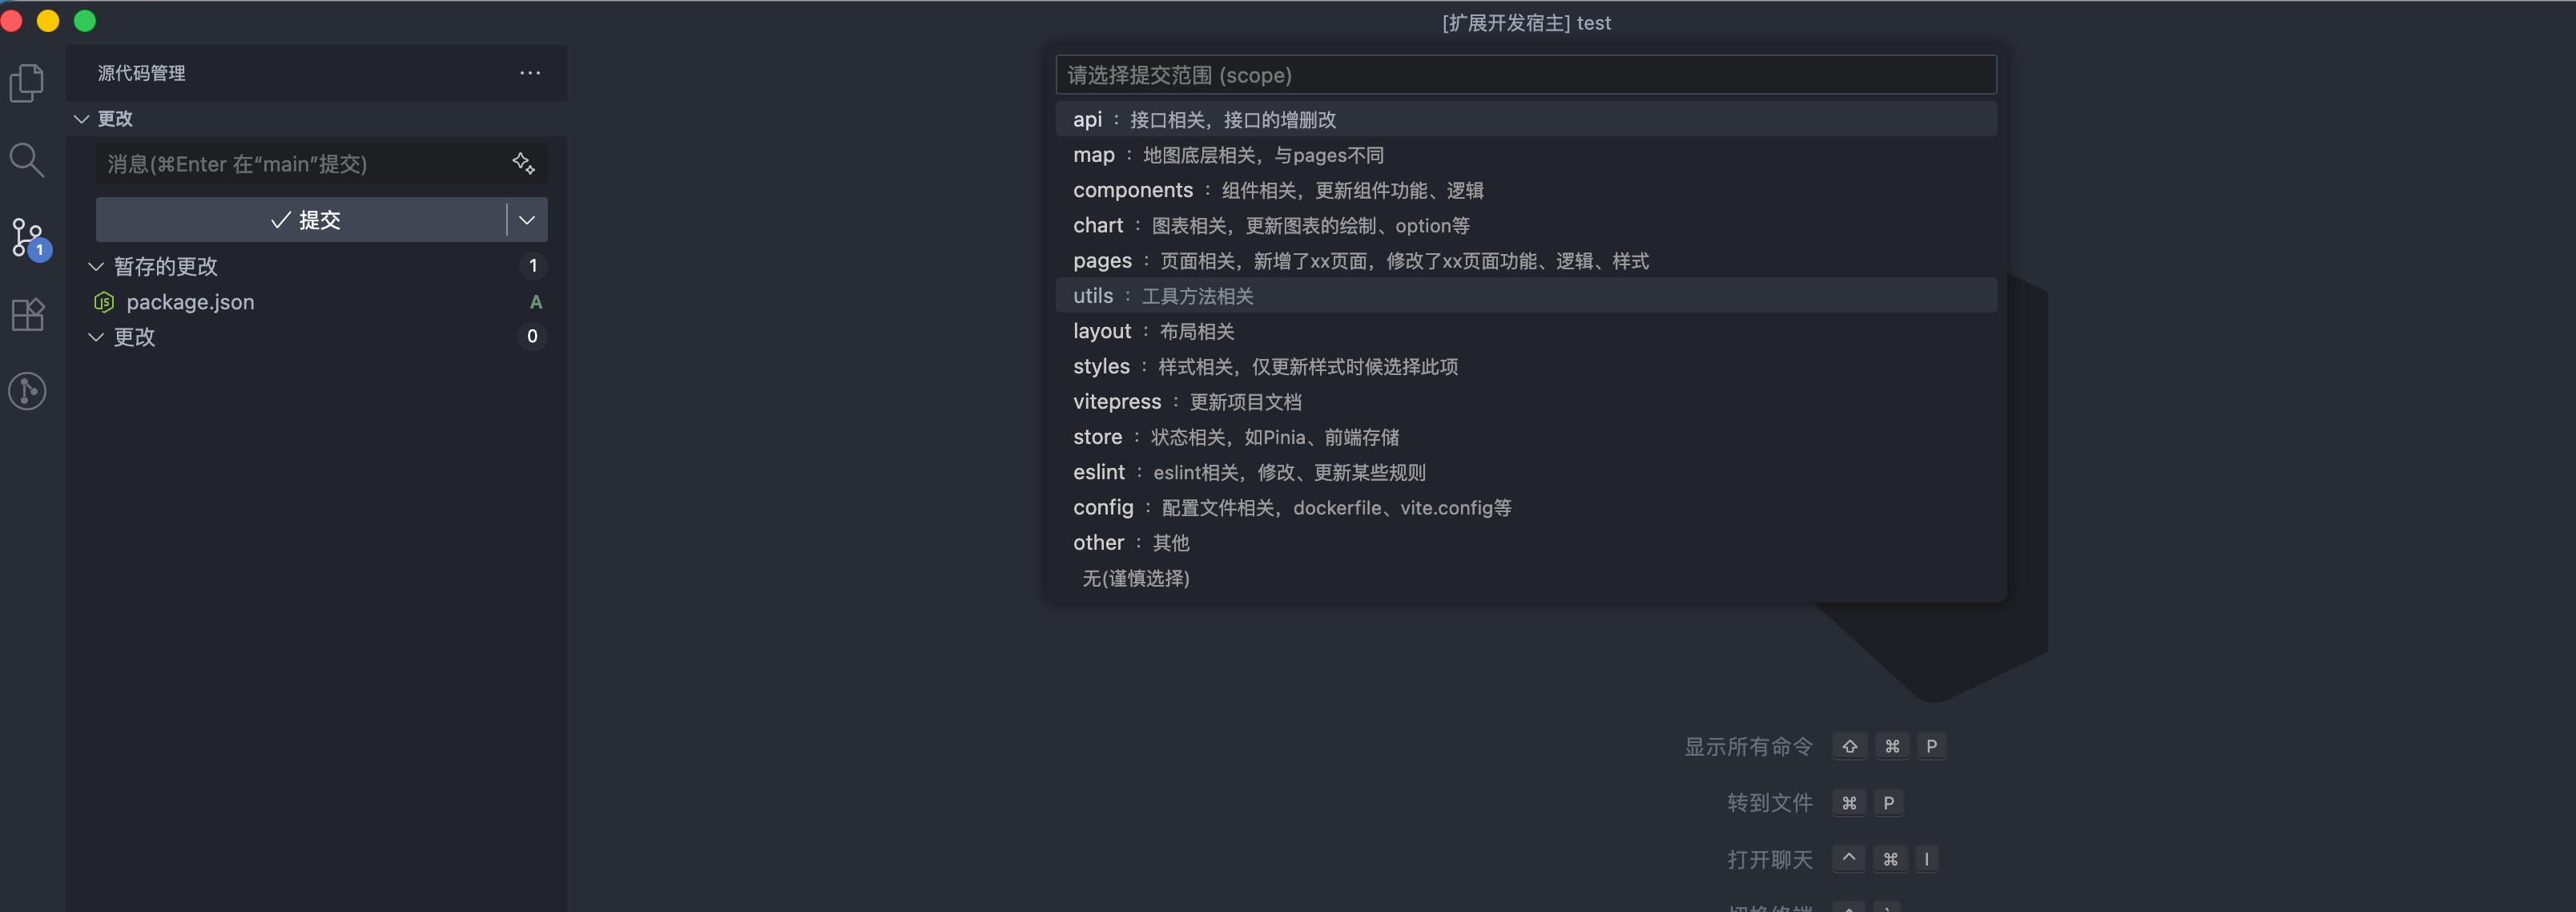 [扩展开发宿主] test
源代码管理
更改
消息(⌘Enter 在“main”提交)
提交
1
暂存的更改 1
package.json A
更改 0
请选择提交范围 (scope)
api ：接口相关，接口的增删改
map ：地图底层相关，与pages不同
components ：组件相关，更新组件功能、逻辑
chart ：图表相关，更新图表的绘制、option等
pages ：页面相关，新增了xx页面，修改了xx页面功能、逻辑、样式
utils ：工具方法相关
layout ：布局相关
styles ：样式相关，仅更新样式时候选择此项
vitepress ：更新项目文档
store ：状态相关，如Pinia、前端存储
eslint ：eslint相关，修改、更新某些规则
config ：配置文件相关，dockerfile、vite.config等
other ：其他
无(谨慎选择)
显示所有命令 ⇧ ⌘ P
转到文件 ⌘ P
打开聊天 ^ ⌘ I